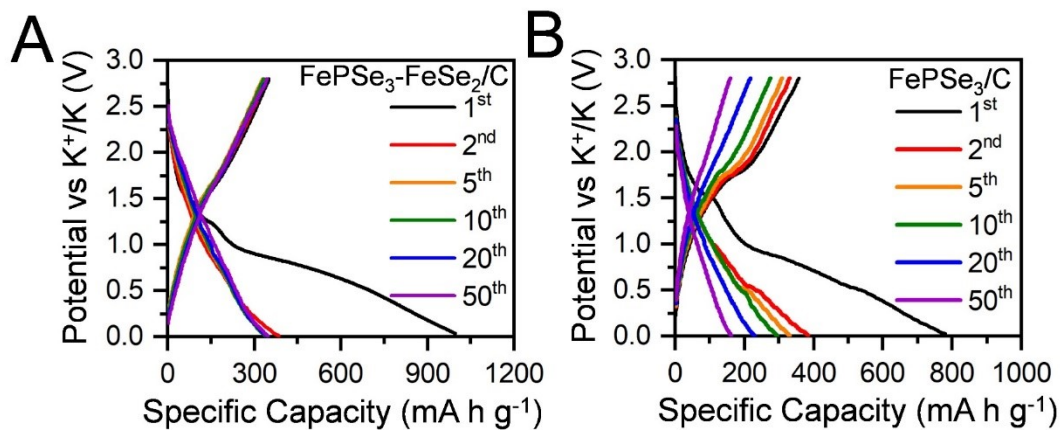 A
Potential vs K⁺/K (V)
3.0
2.5
2.0
1.5
1.0
0.5
0.0
FePSe₃-FeSe₂/C
1ˢᵗ
2ⁿᵈ
5ᵗʰ
10ᵗʰ
20ᵗʰ
50ᵗʰ
0 300 600 900 1200
Specific Capacity (mA h g⁻¹)
B
Potential vs K⁺/K (V)
3.0
2.5
2.0
1.5
1.0
0.5
0.0
FePSe₃/C
1ˢᵗ
2ⁿᵈ
5ᵗʰ
10ᵗʰ
20ᵗʰ
50ᵗʰ
0 200 400 600 800 1000
Specific Capacity (mA h g⁻¹)